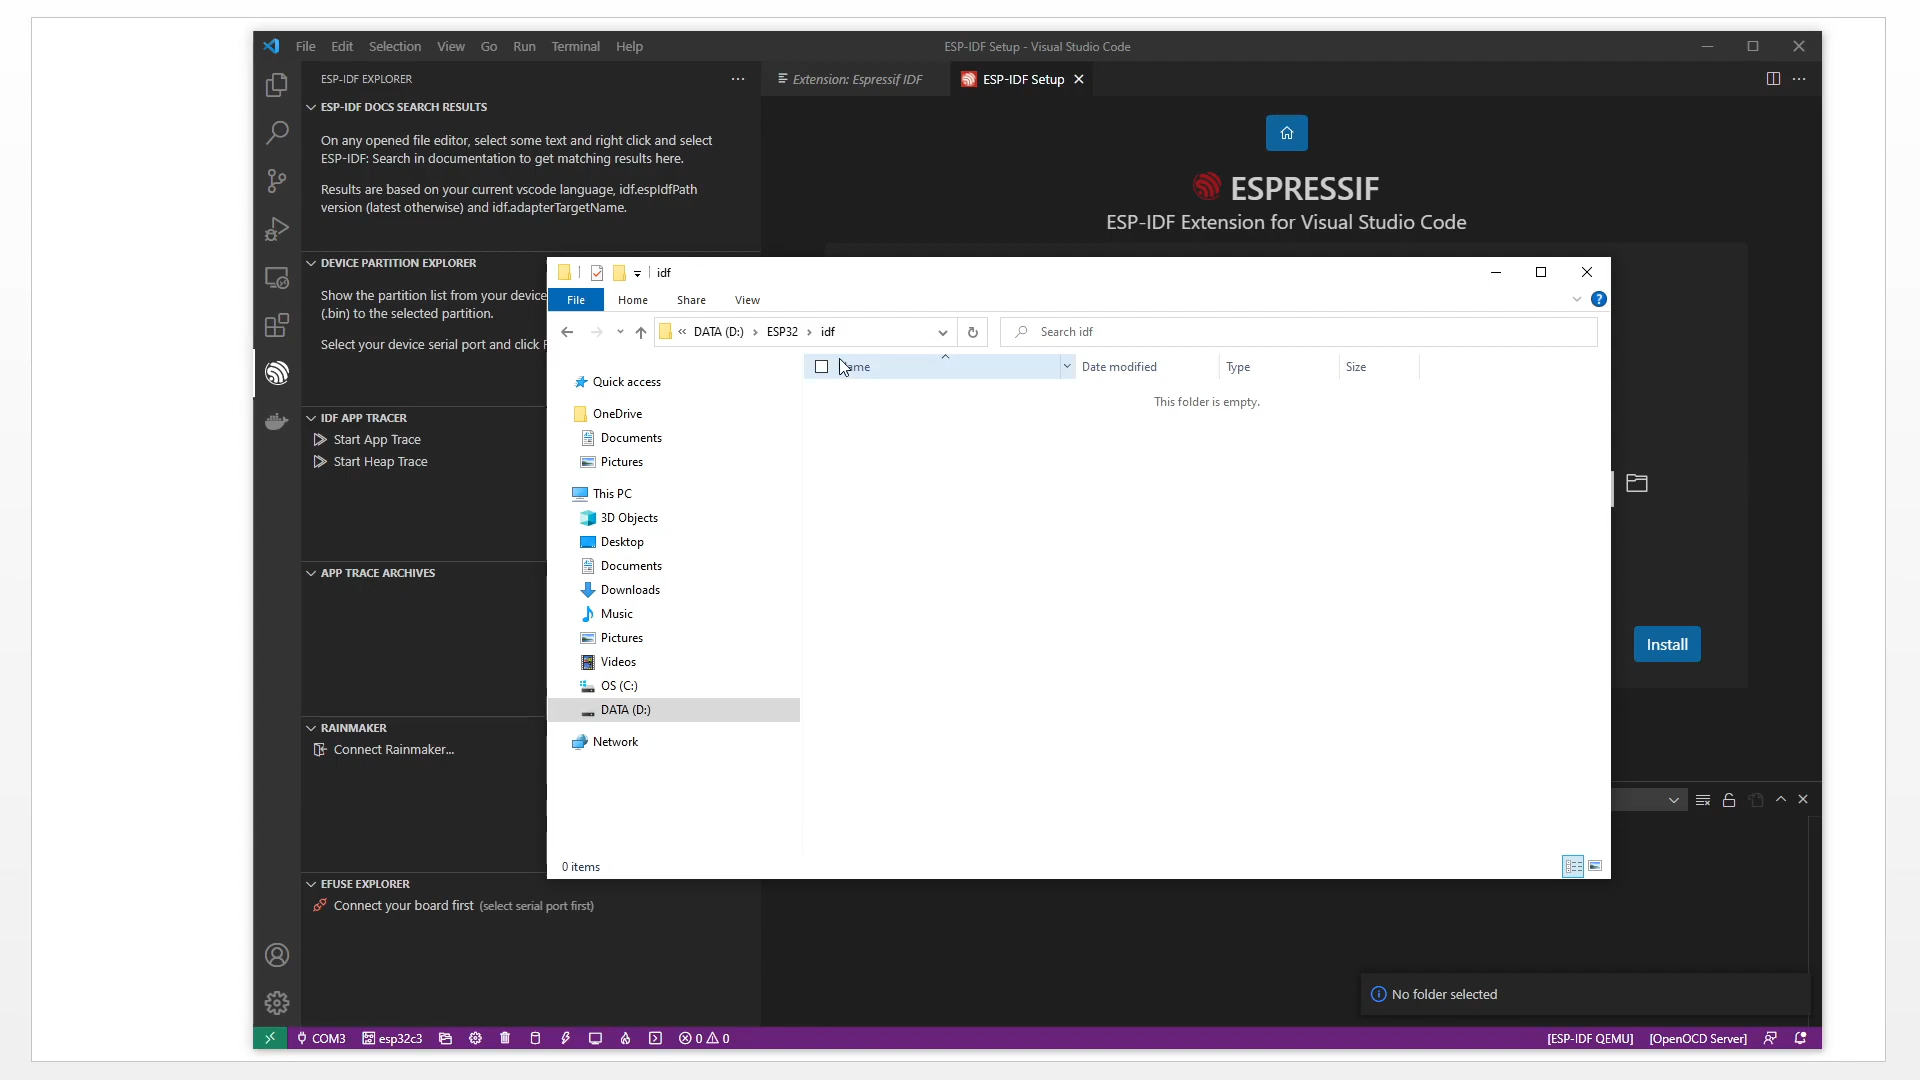 File Edit Selection View Go Run Terminal Help
ESP-IDF Setup - Visual Studio Code
ESP-IDF EXPLORER
Extension: Espressif IDF
ESP-IDF Setup
ESP-IDF DOCS SEARCH RESULTS
On any opened file editor, select some text and right click and select
ESP-IDF: Search in documentation to get matching results here.
Results are based on your current vscode language, idf.espIdfPath
version (latest otherwise) and idf.adapterTargetName.
ESPRESSIF
ESP-IDF Extension for Visual Studio Code
DEVICE PARTITION EXPLORER
Show the partition list from your device
(.bin) to the selected partition.
Select your device serial port and click
IDF APP TRACER
Start App Trace
Start Heap Trace
APP TRACE ARCHIVES
RAINMAKER
Connect Rainmaker...
EFUSE EXPLORER
Connect your board first (select serial port first)
idf
File Home Share View
« DATA (D:) › ESP32 › idf
Search idf
Date modified Type Size
This folder is empty.
Quick access
OneDrive
Documents
Pictures
This PC
3D Objects
Desktop
Documents
Downloads
Music
Pictures
Videos
OS (C:)
DATA (D:)
Network
0 items
Install
No folder selected
COM3 esp32c3 0 0 [ESP-IDF QEMU] [OpenOCD Server]